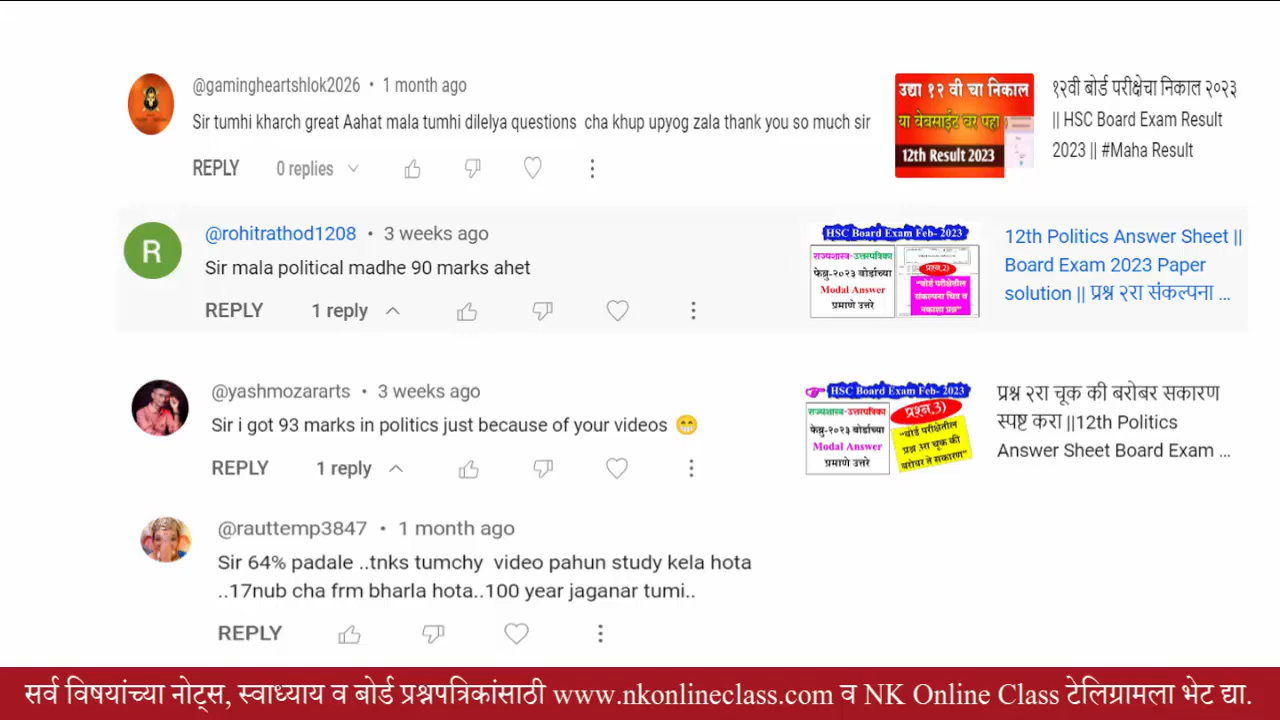 @gamingheartshlok2026 • 1 month ago
Sir tumhi kharch great Aahat mala tumhi dilelya questions cha khup upyog zala thank you so much sir
REPLY 0 replies
उद्या १२ वी चा निकाल
या वेबसाईट वर पहा
12th Result 2023
१२वी बोर्ड परीक्षेचा निकाल २०२३
|| HSC Board Exam Result
2023 || #Maha Result
R
@rohitrathod1208 • 3 weeks ago
Sir mala political madhe 90 marks ahet
REPLY 1 reply
HSC Board Exam Feb- 2023
राज्यशास्त्र-उत्तरपत्रिका
फेब्रु-२०२३ बोर्डाच्या
Modal Answer
प्रमाणे उत्तरे
प्रश्न.2)
"बोर्ड परीक्षेतील
संकल्पना चित्र व
नकाशा प्रश्न"
12th Politics Answer Sheet ||
Board Exam 2023 Paper
solution || प्रश्न २रा संकल्पना ...
@yashmozararts • 3 weeks ago
Sir i got 93 marks in politics just because of your videos 😁
REPLY 1 reply
HSC Board Exam Feb- 2023
राज्यशास्त्र-उत्तरपत्रिका
फेब्रु-२०२३ बोर्डाच्या
Modal Answer
प्रमाणे उत्तरे
प्रश्न.3)
"बोर्ड परीक्षेतील
प्रश्न ३रा चूक की
बरोबर ते सकारण"
प्रश्न २रा चूक की बरोबर सकारण
स्पष्ट करा ||12th Politics
Answer Sheet Board Exam ...
@rauttemp3847 • 1 month ago
Sir 64% padale ..tnks tumchy video pahun study kela hota
..17nub cha frm bharla hota..100 year jaganar tumi..
REPLY
सर्व विषयांच्या नोट्स, स्वाध्याय व बोर्ड प्रश्नपत्रिकांसाठी www.nkonlineclass.com व NK Online Class टेलिग्रामला भेट द्या.